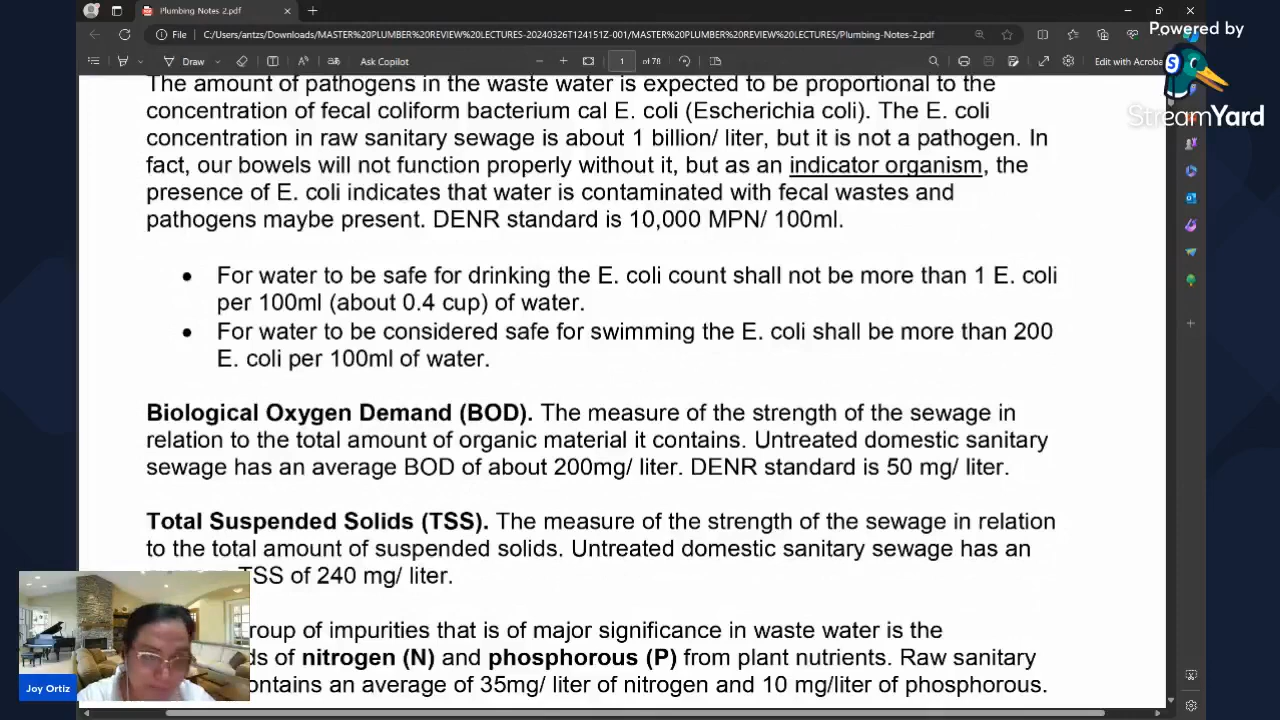 Plumbing Notes 2.pdf
Powered by
File
C:/Users/antzs/Downloads/MASTER%20PLUMBER%20REVIEW%20LECTURES-20240326T124151Z-001/MASTER%20PLUMBER%20REVIEW%20LECTURES/Plumbing-Notes-2.pdf
Draw
Ask Copilot
1
of 78
Edit with Acroba
S
StreamYard
The amount of pathogens in the waste water is expected to be proportional to the
concentration of fecal coliform bacterium cal E. coli (Escherichia coli). The E. coli
concentration in raw sanitary sewage is about 1 billion/ liter, but it is not a pathogen. In
fact, our bowels will not function properly without it, but as an indicator organism, the
presence of E. coli indicates that water is contaminated with fecal wastes and
pathogens maybe present. DENR standard is 10,000 MPN/ 100ml.
• For water to be safe for drinking the E. coli count shall not be more than 1 E. coli
per 100ml (about 0.4 cup) of water.
• For water to be considered safe for swimming the E. coli shall be more than 200
E. coli per 100ml of water.
Biological Oxygen Demand (BOD). The measure of the strength of the sewage in
relation to the total amount of organic material it contains. Untreated domestic sanitary
sewage has an average BOD of about 200mg/ liter. DENR standard is 50 mg/ liter.
Total Suspended Solids (TSS). The measure of the strength of the sewage in relation
to the total amount of suspended solids. Untreated domestic sanitary sewage has an
TSS of 240 mg/ liter.
of impurities that is of major significance in waste water is the
of nitrogen (N) and phosphorous (P) from plant nutrients. Raw sanitary
an average of 35mg/ liter of nitrogen and 10 mg/liter of phosphorous.
Joy Ortiz